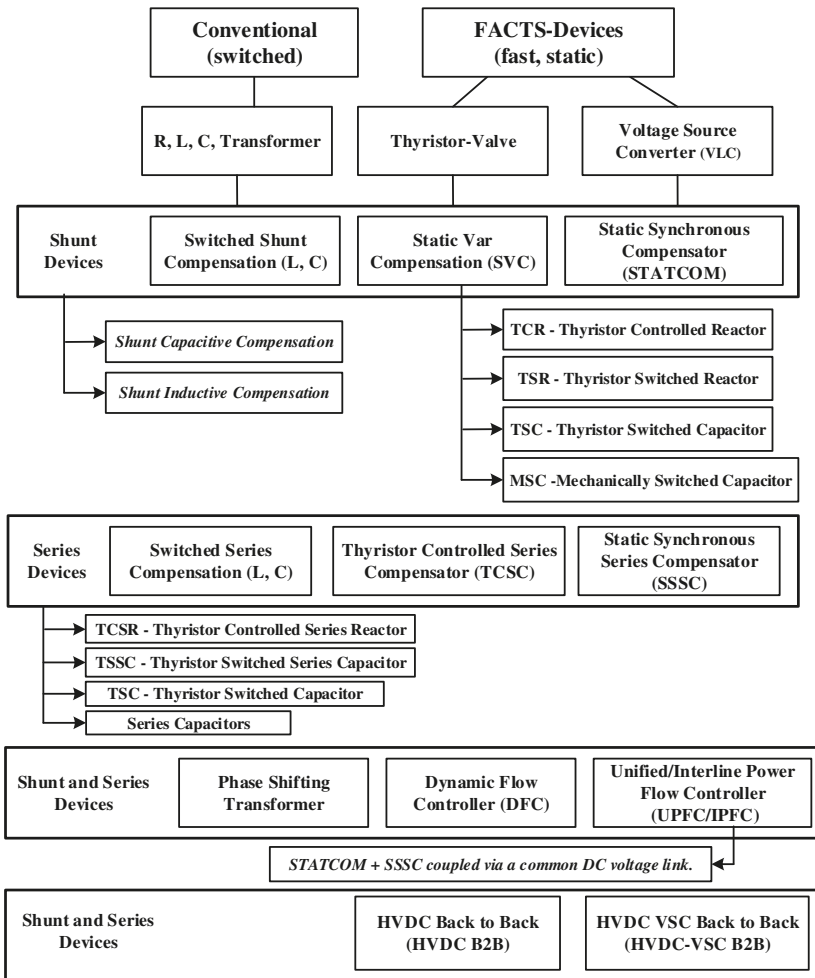 Conventional
(switched)
FACTS-Devices
(fast, static)
R, L, C, Transformer
Thyristor-Valve
Voltage Source
Converter (VLC)
Shunt
Devices
Switched Shunt
Compensation (L, C)
Static Var
Compensation (SVC)
Static Synchronous
Compensator
(STATCOM)
Shunt Capacitive Compensation
Shunt Inductive Compensation
TCR - Thyristor Controlled Reactor
TSR - Thyristor Switched Reactor
TSC - Thyristor Switched Capacitor
MSC -Mechanically Switched Capacitor
Series
Devices
Switched Series
Compensation (L, C)
Thyristor Controlled Series
Compensator (TCSC)
Static Synchronous
Series Compensator
(SSSC)
TCSR - Thyristor Controlled Series Reactor
TSSC - Thyristor Switched Series Capacitor
TSC - Thyristor Switched Capacitor
Series Capacitors
Shunt and Series
Devices
Phase Shifting
Transformer
Dynamic Flow
Controller (DFC)
Unified/Interline Power
Flow Controller
(UPFC/IPFC)
STATCOM + SSSC coupled via a common DC voltage link.
Shunt and Series
Devices
HVDC Back to Back
(HVDC B2B)
HVDC VSC Back to Back
(HVDC-VSC B2B)